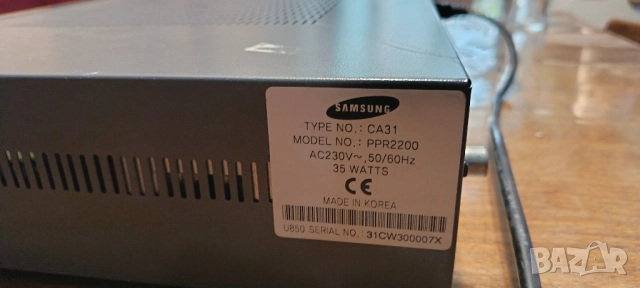 SAMSUNG
TYPE NO.: CA31
MODEL NO.: PPR2200
AC230V~,50/60Hz
35 WATTS
CE
MADE IN KOREA
U850 SERIAL NO.: 31CW300007X
bazar